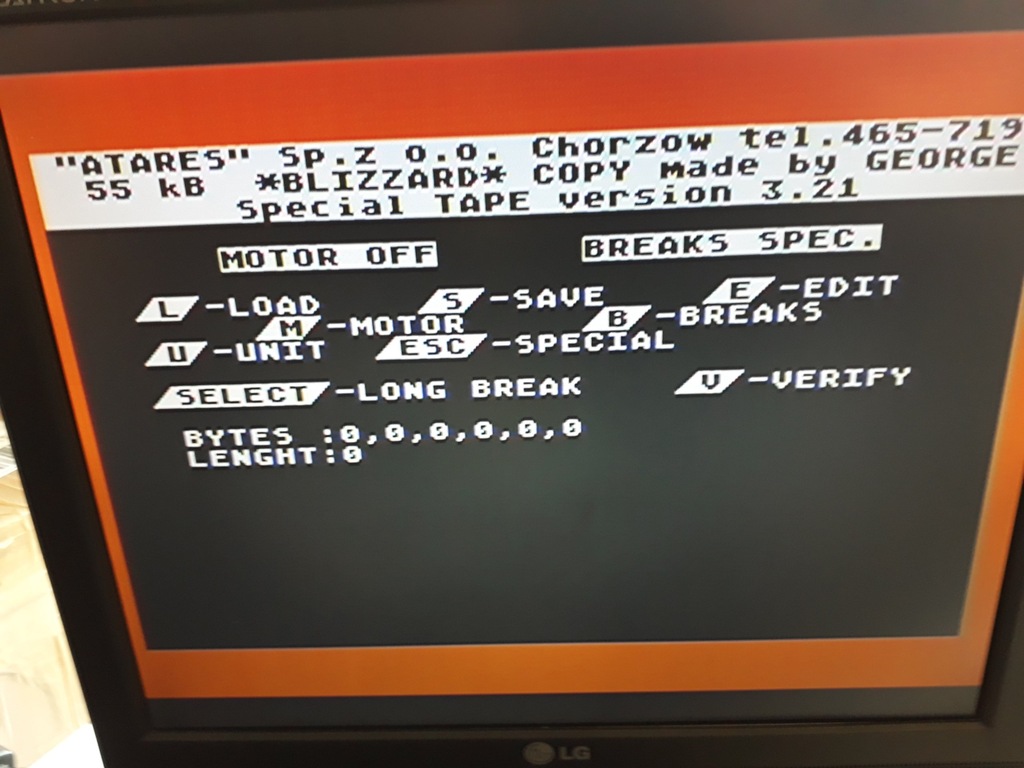 "ATARES" Sp.z o.o. Chorzow tel.465-719
55 kB *BLIZZARD* COPY made by GEORGE
Special TAPE version 3.21
MOTOR OFF BREAKS SPEC.
L -LOAD S -SAVE E -EDIT
M -MOTOR B -BREAKS
U -UNIT ESC -SPECIAL
SELECT -LONG BREAK V -VERIFY
BYTES :0,0,0,0,0,0
LENGHT:0
LG